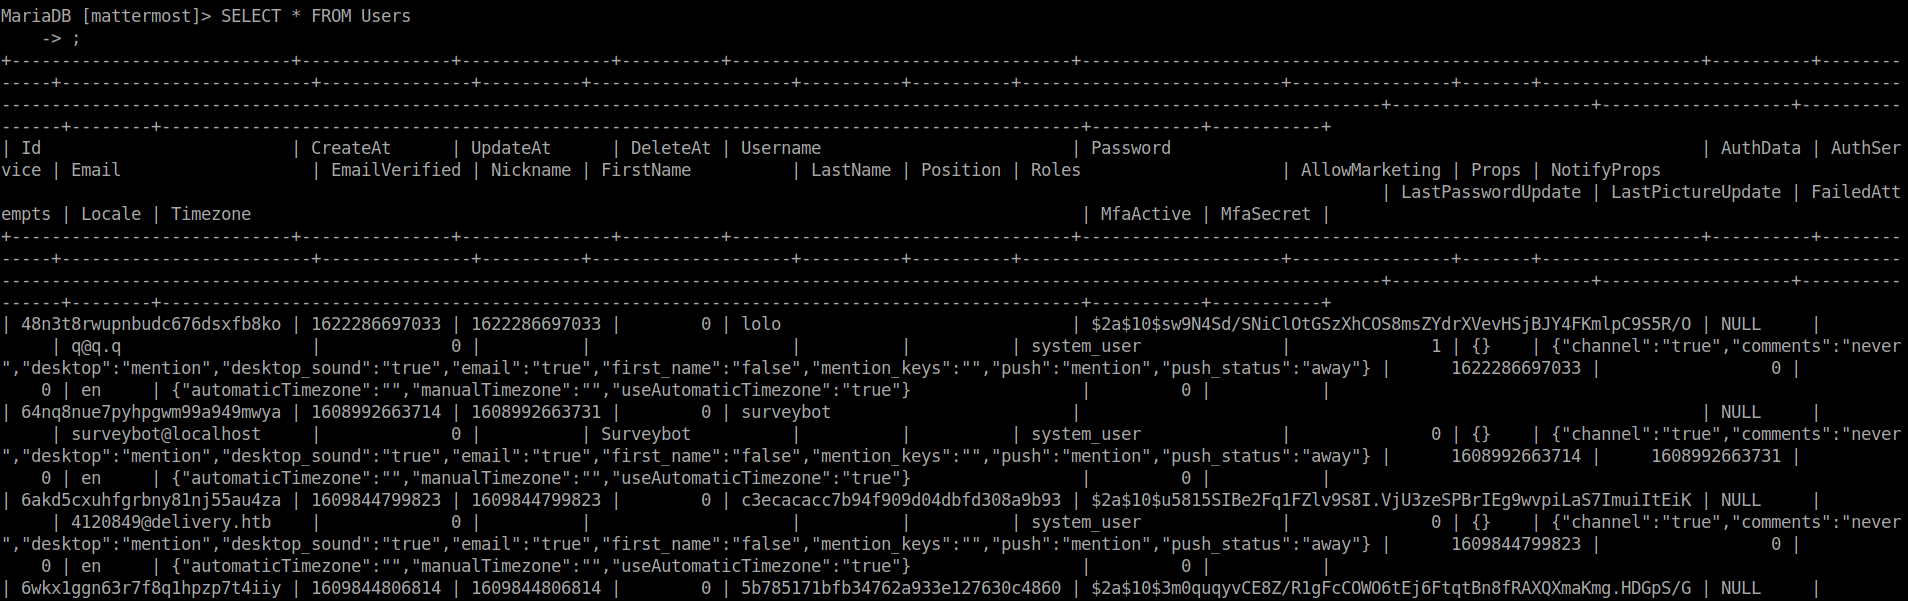 MariaDB [mattermost]> SELECT * FROM Users
    -> ;
+----------------------------+---------------+---------------+----------+----------------------------------+--------------------------------------------------------------+----------+--------
-----+-------------------------+---------------+----------+--------------------+----------+----------+--------------------------+----------------+-------+------------------------------------
------------------------------------------------------------------------------------------------------------------------------------------+--------------------+-------------------+----------
------+--------+--------------------------------------------------------------------------------------------+-----------+-----------+
| Id                         | CreateAt      | UpdateAt      | DeleteAt | Username                         | Password                                                     | AuthData | AuthSer
vice | Email                   | EmailVerified | Nickname | FirstName          | LastName | Position | Roles                    | AllowMarketing | Props | NotifyProps
                                                                                                                                          | LastPasswordUpdate | LastPictureUpdate | FailedAtt
empts | Locale | Timezone                                                                                   | MfaActive | MfaSecret |
+----------------------------+---------------+---------------+----------+----------------------------------+--------------------------------------------------------------+----------+--------
-----+-------------------------+---------------+----------+--------------------+----------+----------+--------------------------+----------------+-------+------------------------------------
------------------------------------------------------------------------------------------------------------------------------------------+--------------------+-------------------+----------
------+--------+--------------------------------------------------------------------------------------------+-----------+-----------+
| 48n3t8rwupnbudc676dsxfb8ko | 1622286697033 | 1622286697033 |        0 | lolo                             | $2a$10$sw9N4Sd/SNiClOtGSzXhCOS8msZYdrXVevHSjBJY4FKmlpC9S5R/O | NULL     |
     | q@q.q                   |             0 |          |                    |          |          | system_user              |              1 | {}    | {"channel":"true","comments":"never
","desktop":"mention","desktop_sound":"true","email":"true","first_name":"false","mention_keys":"","push":"mention","push_status":"away"} |      1622286697033 |                 0 |
    0 | en     | {"automaticTimezone":"","manualTimezone":"","useAutomaticTimezone":"true"}                 |         0 |           |
| 64nq8nue7pyhpgwm99a949mwya | 1608992663714 | 1608992663731 |        0 | surveybot                        |                                                              | NULL     |
     | surveybot@localhost     |             0 |          | Surveybot          |          |          | system_user              |              0 | {}    | {"channel":"true","comments":"never
","desktop":"mention","desktop_sound":"true","email":"true","first_name":"false","mention_keys":"","push":"mention","push_status":"away"} |      1608992663714 |     1608992663731 |
    0 | en     | {"automaticTimezone":"","manualTimezone":"","useAutomaticTimezone":"true"}                 |         0 |           |
| 6akd5cxuhfgrbny81nj55au4za | 1609844799823 | 1609844799823 |        0 | c3ecacacc7b94f909d04dbfd308a9b93 | $2a$10$u5815SIBe2Fq1FZlv9S8I.VjU3zeSPBrIEg9wvpiLaS7ImuiItEiK | NULL     |
     | 4120849@delivery.htb    |             0 |          |                    |          |          | system_user              |              0 | {}    | {"channel":"true","comments":"never
","desktop":"mention","desktop_sound":"true","email":"true","first_name":"false","mention_keys":"","push":"mention","push_status":"away"} |      1609844799823 |                 0 |
    0 | en     | {"automaticTimezone":"","manualTimezone":"","useAutomaticTimezone":"true"}                 |         0 |           |
| 6wkx1ggn63r7f8q1hpzp7t4iiy | 1609844806814 | 1609844806814 |        0 | 5b785171bfb34762a933e127630c4860 | $2a$10$3m0quqyvCE8Z/R1gFcCOWO6tEj6FtqtBn8fRAXQXmaKmg.HDGpS/G | NULL     |